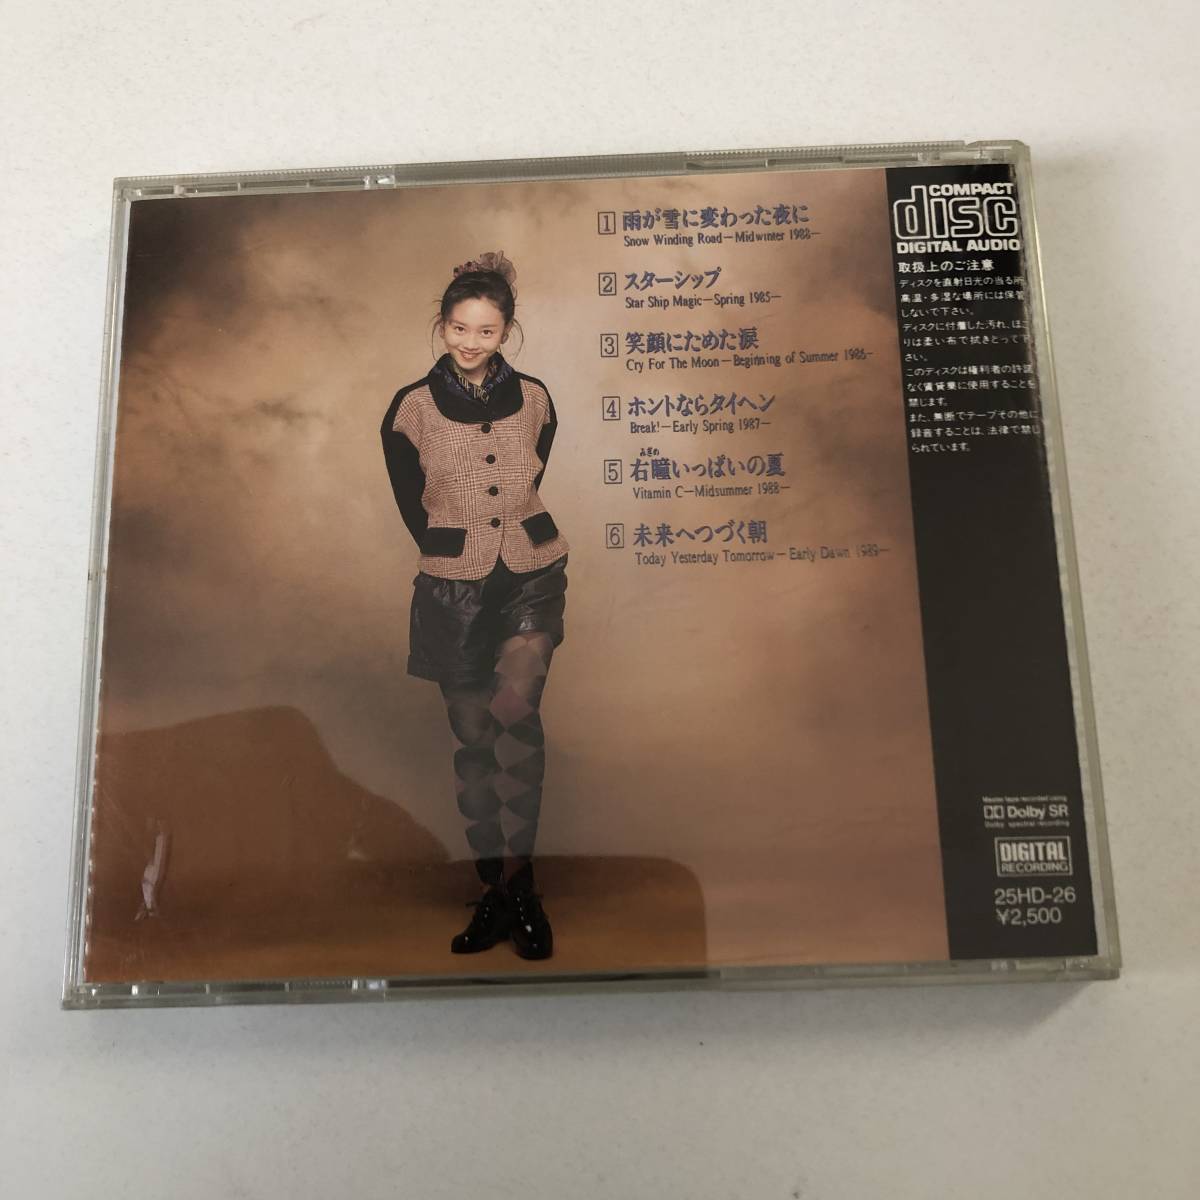 1 雨が雪に変わった夜に
Snow Winding Road－Midwinter 1988－
2 スターシップ
Star Ship Magic－Spring 1985－
3 笑顔にためた涙
Cry For The Moon－Beginning of Summer 1986－
4 ホントならタイヘン
Break!－Early Spring 1987－
みぎめ
5 右瞳いっぱいの夏
Vitamin C－Midsummer 1988－
6 未来へつづく朝
Today Yesterday Tomorrow－Early Dawn 1989－
COMPACT
disc
DIGITAL AUDIO
取扱上のご注意
ディスクを直射日光の当る所、
高温・多湿な場所には保管
しないで下さい。
ディスクに付着した汚れ、ほこ
りは柔い布で拭きとって下
さい。
このディスクは権利者の許諾
なく賃貸業に使用することを
禁じます。
また、無断でテープその他に
録音することは、法律で禁じ
られています。
Master tape recorded using
Dolby SR
Dolby spectral recording
DIGITAL
RECORDING
25HD-26
¥2,500